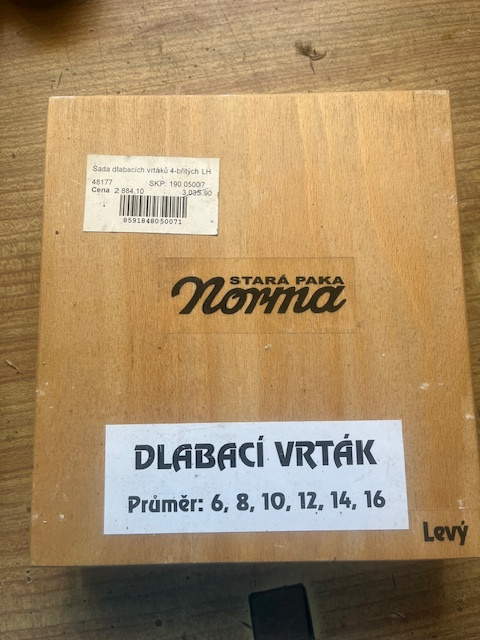 Sada dlabacích vrtáků 4-břitých LH
48177 SKP: 190 05007
Cena 2 884,10 3 035,90
8591848050071
STARÁ PAKA
Norma
DLABACÍ VRTÁK
Průměr: 6, 8, 10, 12, 14, 16
Levý